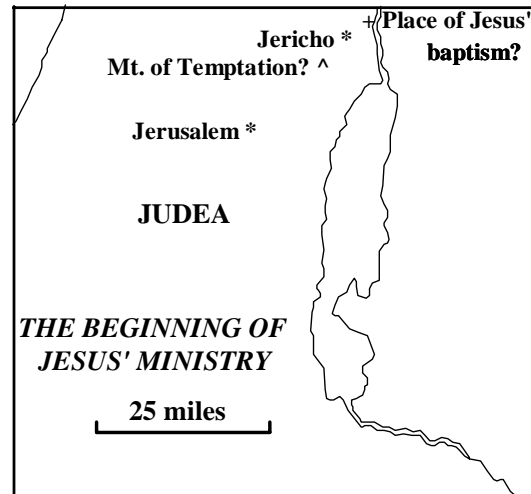 + Place of Jesus'
baptism?
Jericho *
Mt. of Temptation? ^
Jerusalem *
JUDEA
THE BEGINNING OF
JESUS' MINISTRY
25 miles